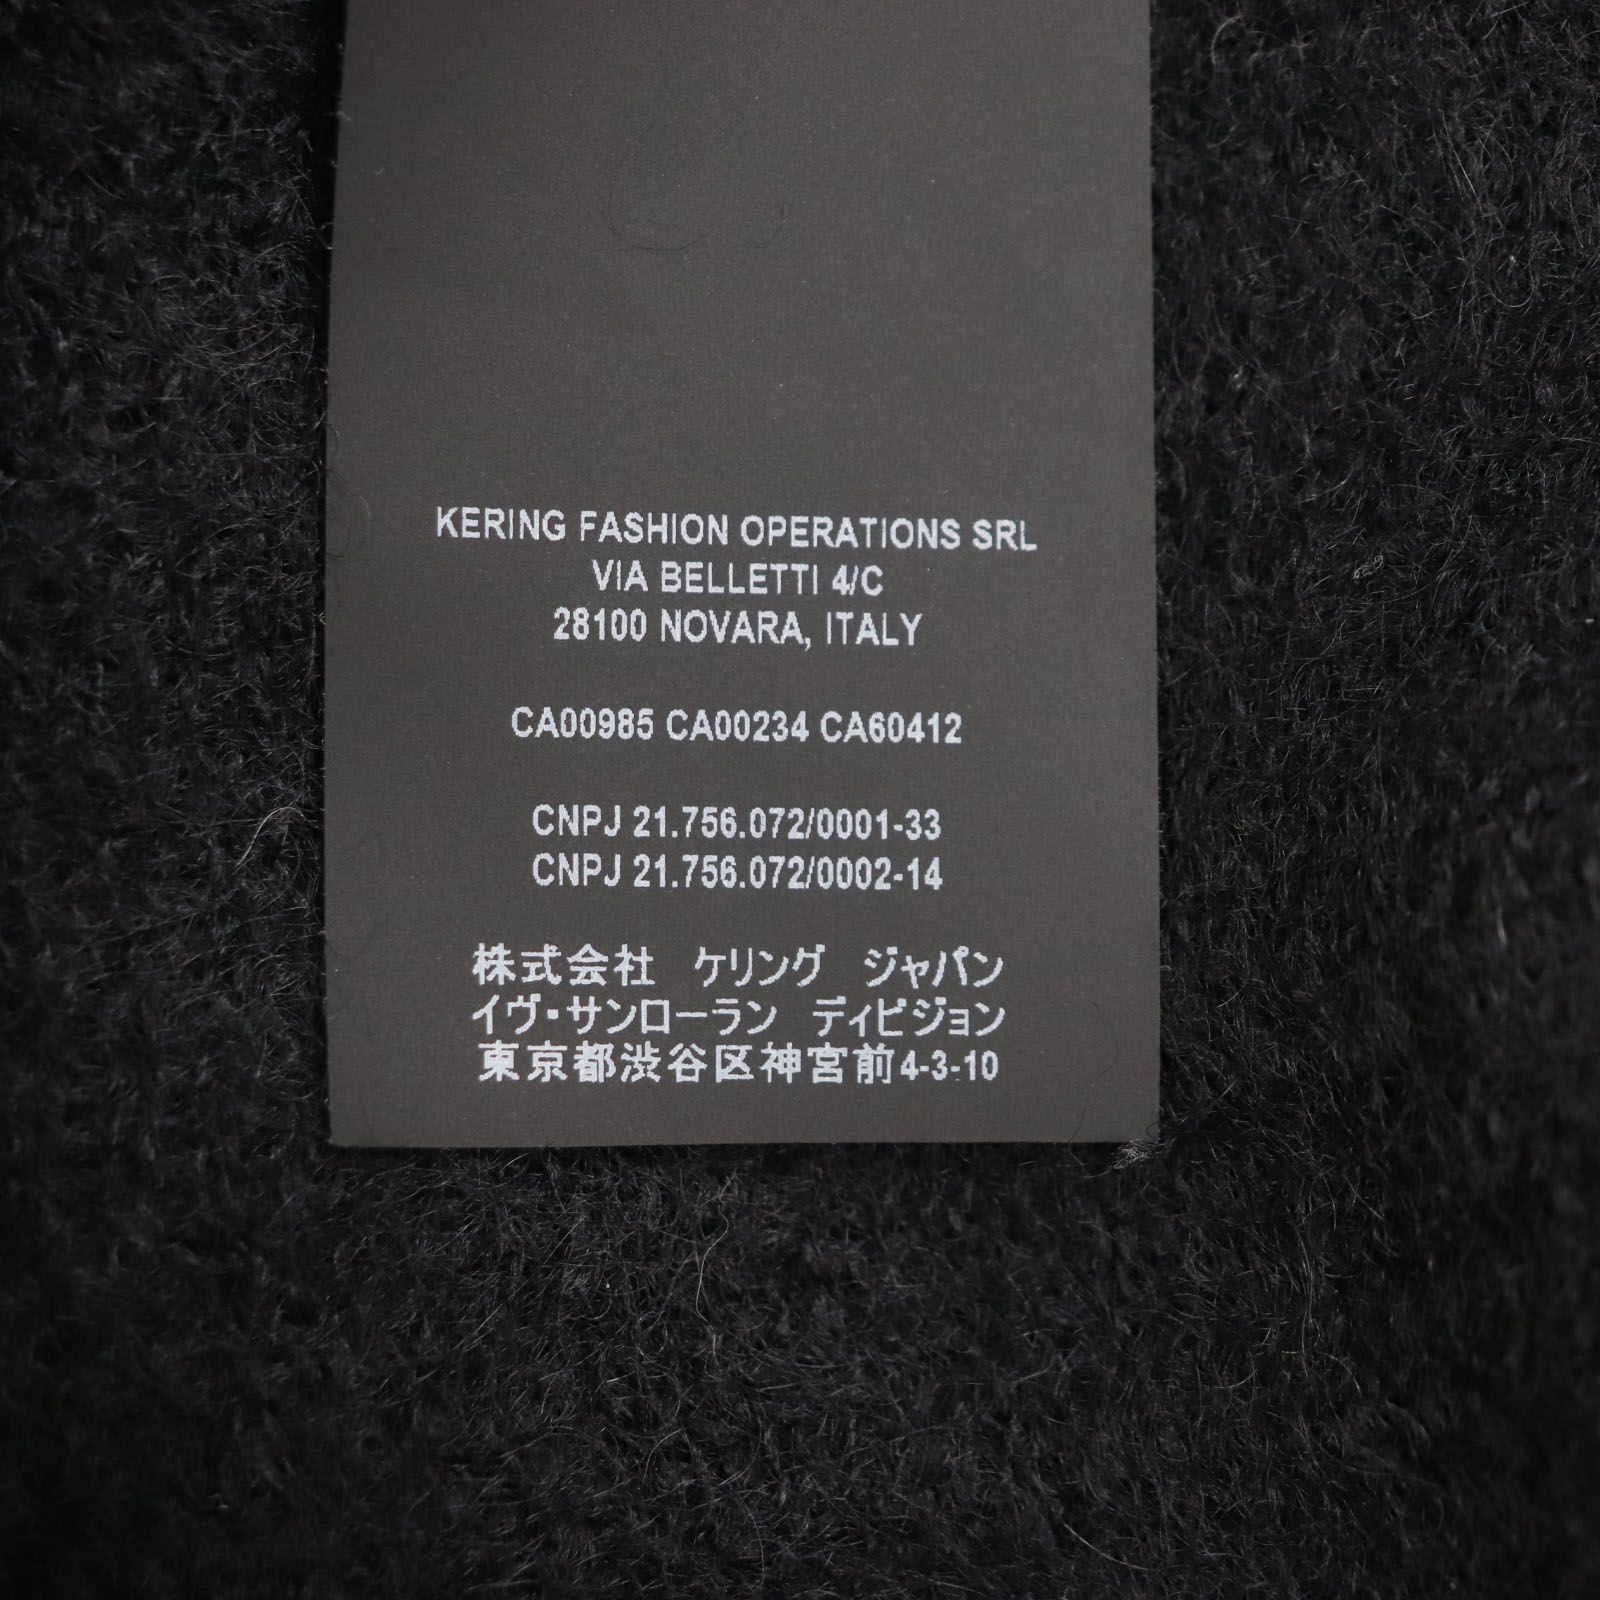 KERING FASHION OPERATIONS SRL
VIA BELLETTI 4/C
28100 NOVARA, ITALY
CA00985 CA00234 CA60412
CNPJ 21.756.072/0001-33
CNPJ 21.756.072/0002-14
株式会社　ケリング　ジャパン
イヴ・サンローラン　ディビジョン
東京都渋谷区神宮前4-3-10